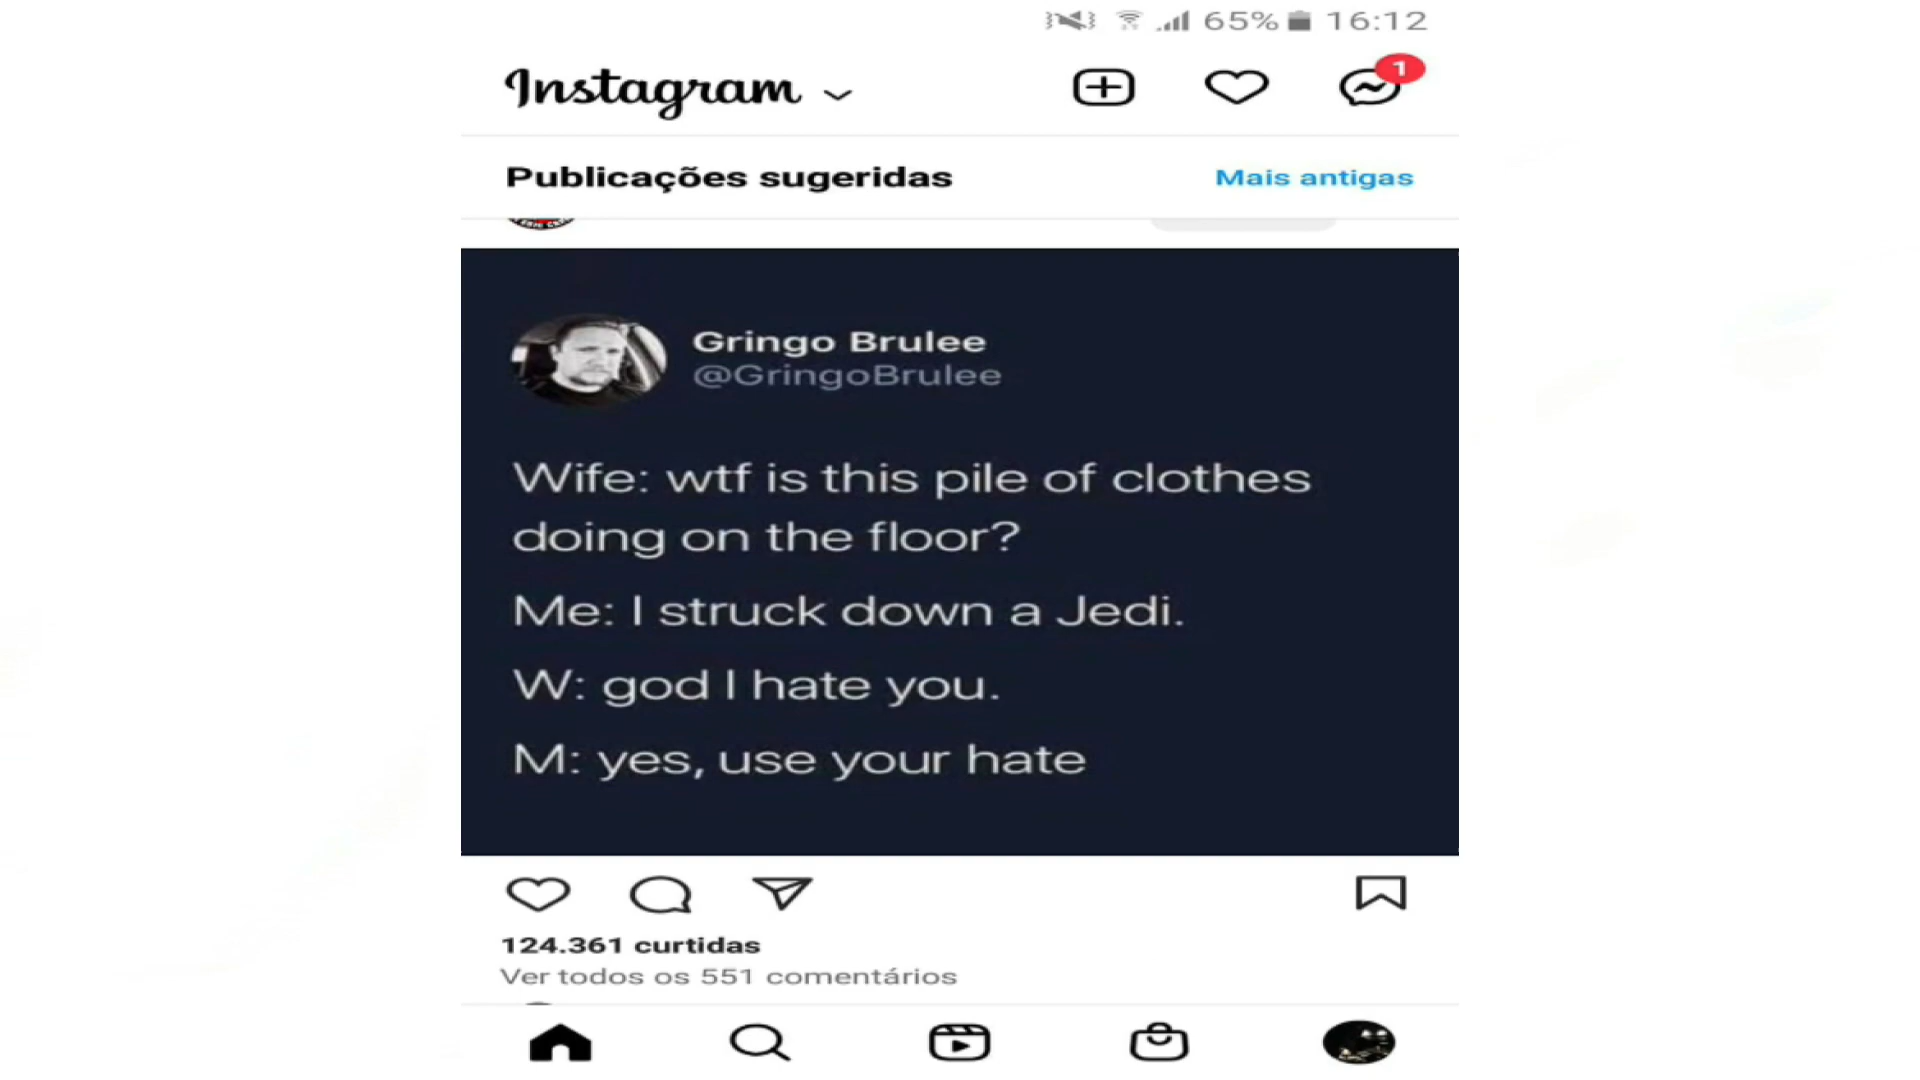 65% 16:12
Instagram
1
Publicações sugeridas
Mais antigas
Gringo Brulee
@GringoBrulee
Wife: wtf is this pile of clothes
doing on the floor?
Me: I struck down a Jedi.
W: god I hate you.
M: yes, use your hate
124.361 curtidas
Ver todos os 551 comentários